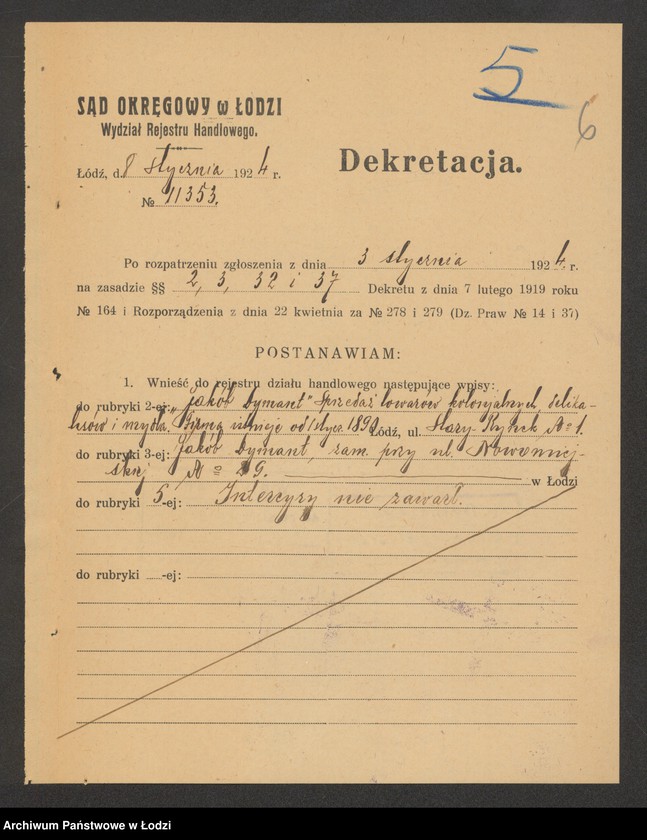 5
6
SĄD OKRĘGOWY w ŁODZI
Wydział Rejestru Handlowego.
Łódź, d. 8 stycznia 1924 r.
№ 11353.
Dekretacja.
Po rozpatrzeniu zgłoszenia z dnia 3 stycznia 1924 r.
na zasadzie §§ 2, 3, 32 i 37 Dekretu z dnia 7 lutego 1919 roku
№ 164 i Rozporządzenia z dnia 22 kwietnia za № 278 i 279 (Dz. Praw № 14 i 37)
POSTANAWIAM:
1. Wnieść do rejestru działu handlowego następujące wpisy:
do rubryki 2-ej: „Jakób Dymant" Sprzedaż towarów kolonjalnych, delika-
tesów i mydła. Firma istnieje od 1 stycz. Łódź, ul. Stary-Rynek № 1.
do rubryki 3-ej: Jakób Dymant, zam. przy ul. Nowomiej-
skiej № 29. w Łodzi
do rubryki 5-ej: Intercyzy nie zawarł.
do rubryki -ej:
Archiwum Państwowe w Łodzi